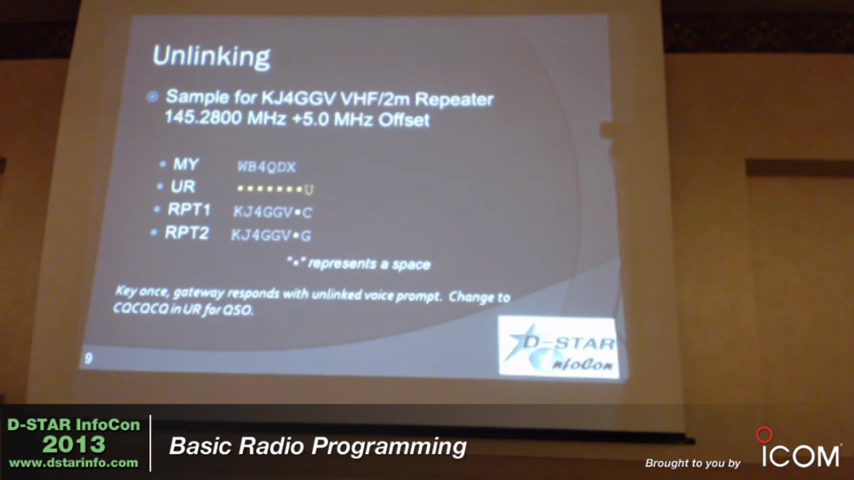 Unlinking
Sample for KJ4GGV VHF/2m Repeater
145.2800 MHz +5.0 MHz Offset
• MY WB4QDX
• UR •••••••U
• RPT1 KJ4GGV•C
• RPT2 KJ4GGV•G
"•" represents a space
Key once, gateway responds with unlinked voice prompt. Change to
CQCQCQ in UR for QSO.
D-STAR
InfoCon
9
D-STAR InfoCon
2013
www.dstarinfo.com
Basic Radio Programming
Brought to you by
ICOM